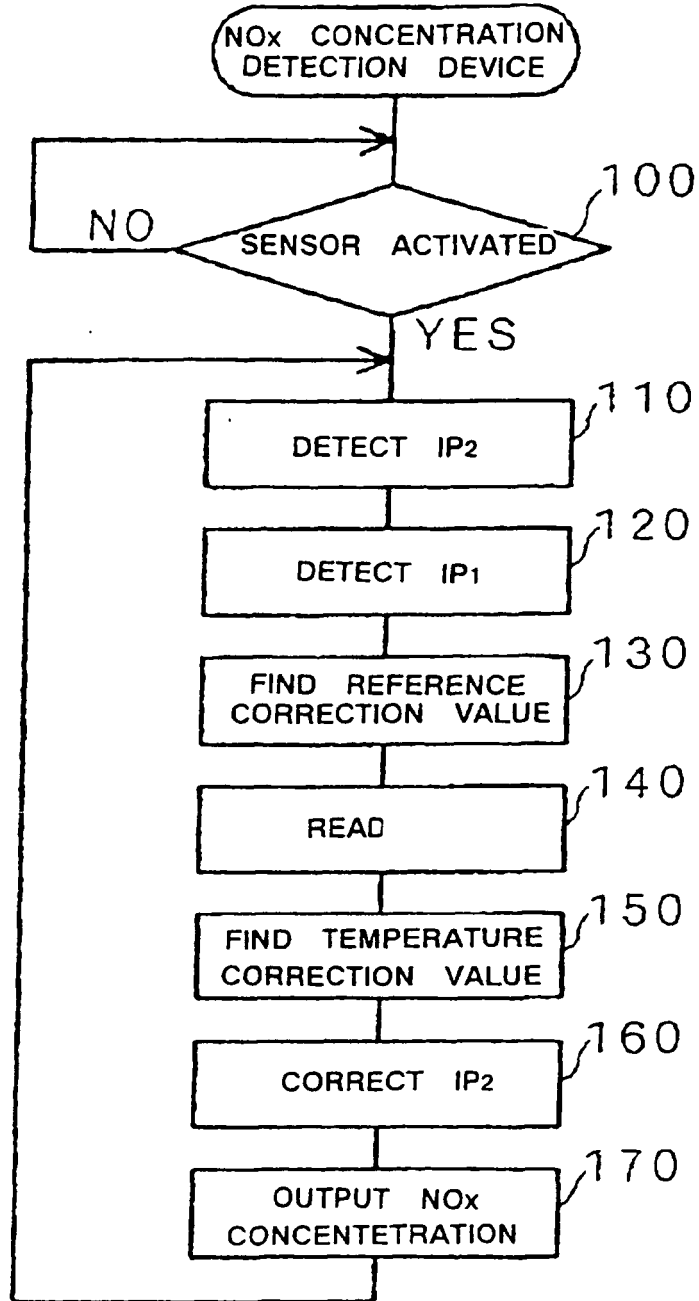 NOx CONCENTRATION
DETECTION DEVICE
100
NO
SENSOR ACTIVATED
YES
110
DETECT IP2
120
DETECT IP1
130
FIND REFERENCE
CORRECTION VALUE
140
READ
150
FIND TEMPERATURE
CORRECTION VALUE
160
CORRECT IP2
170
OUTPUT NOx
CONCENTETRATION